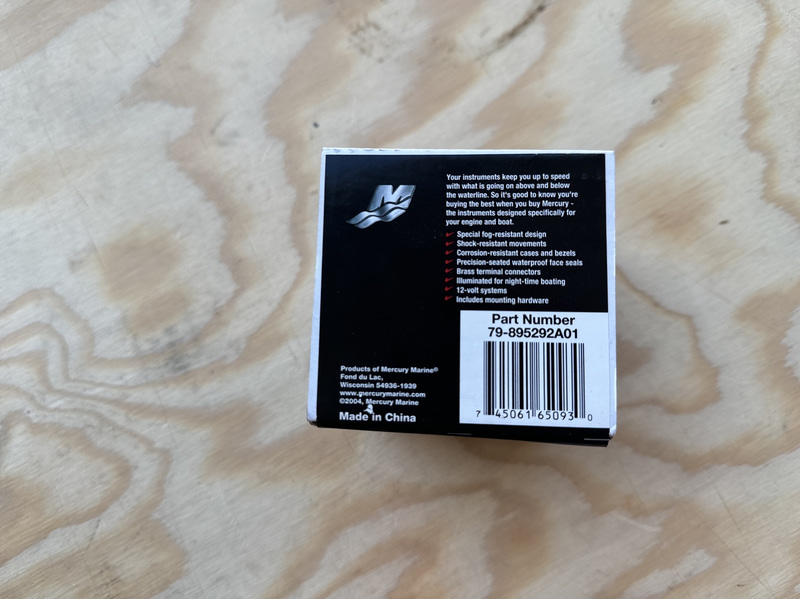 M
Your instruments keep you up to speed
with what is going on above and below
the waterline. So it's good to know you're
buying the best when you buy Mercury -
the instruments designed specifically for
your engine and boat.
Special fog-resistant design
Shock-resistant movements
Corrosion-resistant cases and bezels
Precision-seated waterproof face seals
Brass terminal connectors
Illuminated for night-time boating
12-volt systems
Includes mounting hardware
Part Number
79-895292A01
7 45061 65093 0
Products of Mercury Marine®
Fond du Lac,
Wisconsin 54936-1939
www.mercurymarine.com
©2004, Mercury Marine
Made in China